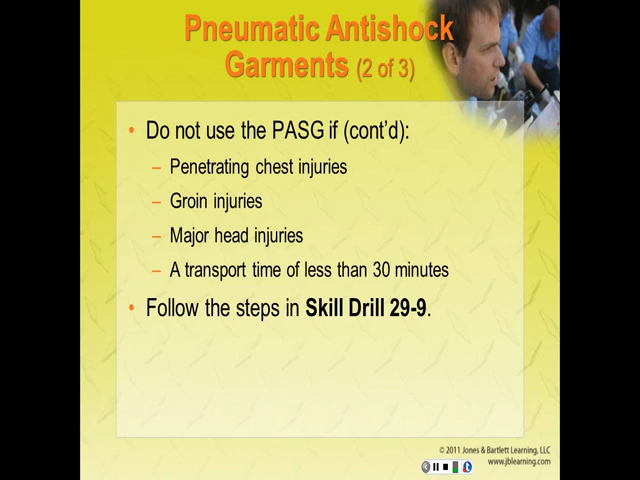 Pneumatic Antishock
Garments (2 of 3)
• Do not use the PASG if (cont'd):
– Penetrating chest injuries
– Groin injuries
– Major head injuries
– A transport time of less than 30 minutes
• Follow the steps in Skill Drill 29-9.
© 2011 Jones & Bartlett Learning, LLC
www.jblearning.com